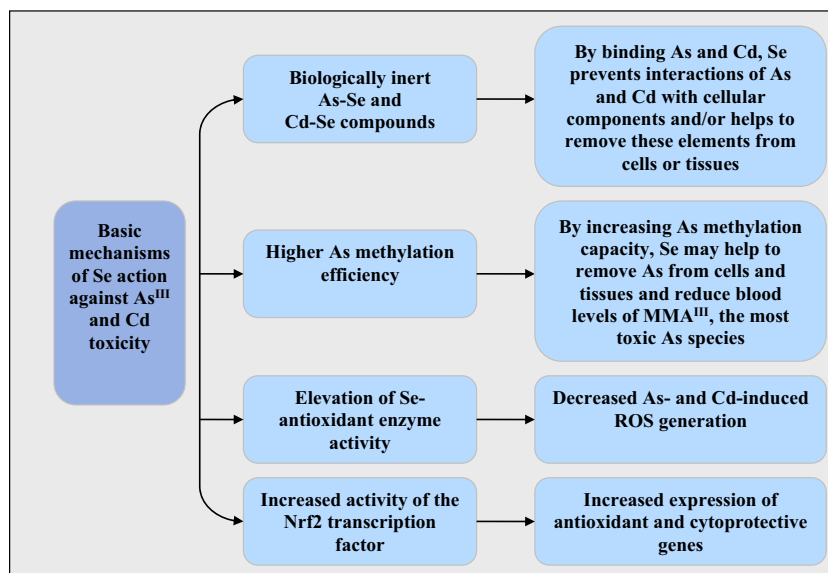 Basic
mechanisms
of Se action
against Asᴵᴵᴵ
and Cd
toxicity
Biologically inert
As-Se and
Cd-Se compounds
By binding As and Cd, Se
prevents interactions of As
and Cd with cellular
components and/or helps to
remove these elements from
cells or tissues
Higher As methylation
efficiency
By increasing As methylation
capacity, Se may help to
remove As from cells and
tissues and reduce blood
levels of MMAᴵᴵᴵ, the most
toxic As species
Elevation of Se-
antioxidant enzyme
activity
Decreased As- and Cd-induced
ROS generation
Increased activity of the
Nrf2 transcription
factor
Increased expression of
antioxidant and cytoprotective
genes